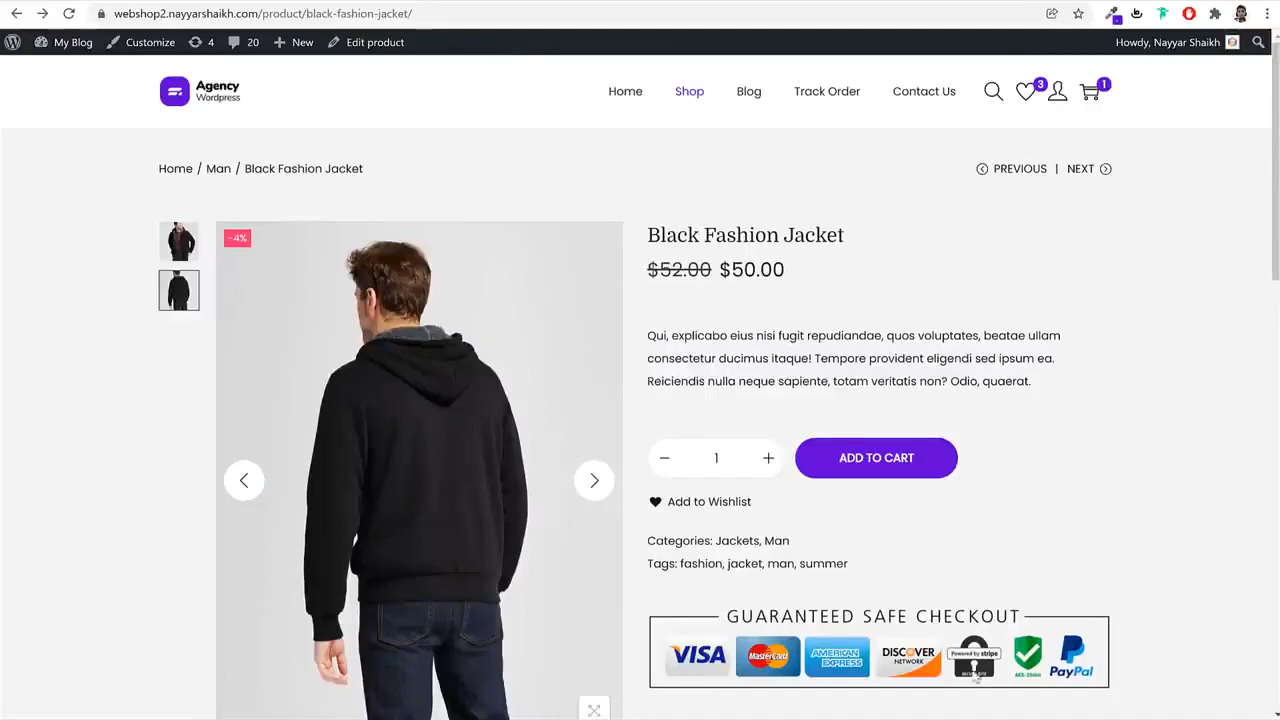 webshop2.nayyarshaikh.com/product/black-fashion-jacket/
My Blog Customize 4 20 New Edit product Howdy, Nayyar Shaikh
Agency
Wordpress
Home Shop Blog Track Order Contact Us 3 1
Home / Man / Black Fashion Jacket PREVIOUS | NEXT
-4%
Black Fashion Jacket
$52.00 $50.00
Qui, explicabo eius nisi fugit repudiandae, quos voluptates, beatae ullam
consectetur ducimus itaque! Tempore provident eligendi sed ipsum ea.
Reiciendis nulla neque sapiente, totam veritatis non? Odio, quaerat.
− 1 + ADD TO CART
Add to Wishlist
Categories: Jackets, Man
Tags: fashion, jacket, man, summer
GUARANTEED SAFE CHECKOUT
VISA MasterCard AMERICAN EXPRESS DISCOVER NETWORK Powered by stripe PayPal